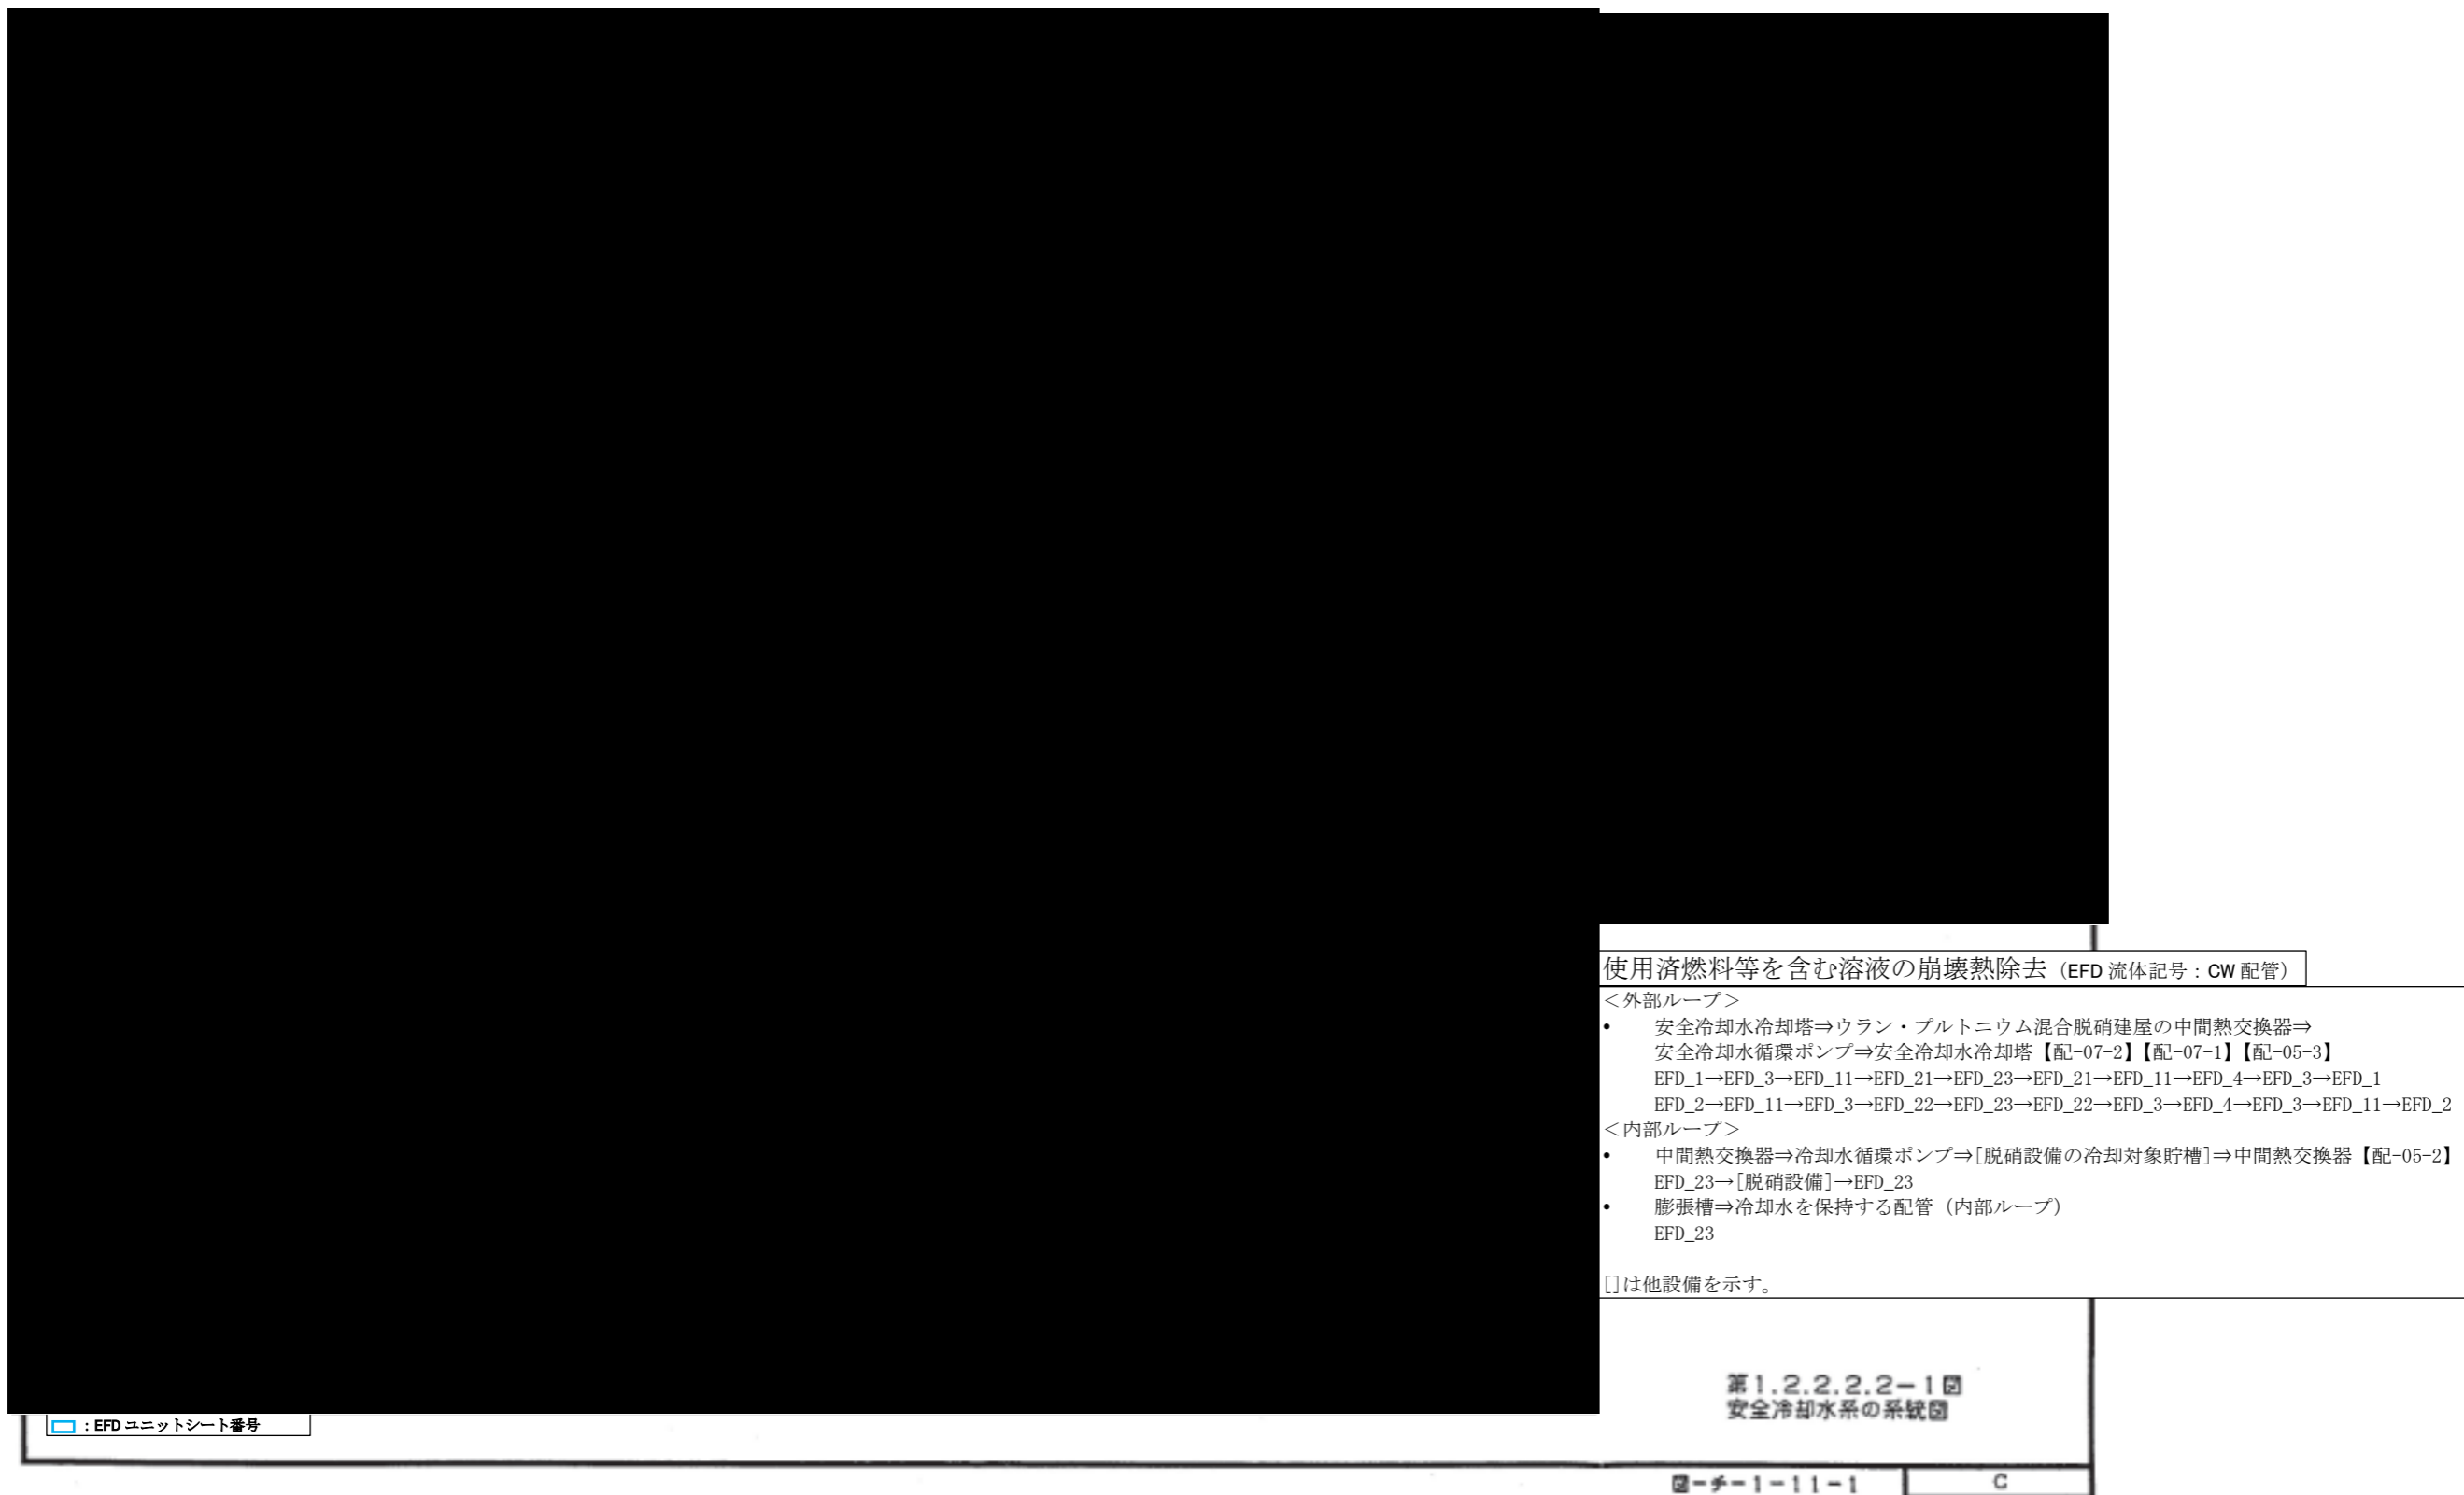 使用済燃料等を含む溶液の崩壊熱除去（EFD 流体記号：CW 配管）
＜外部ループ＞
• 安全冷却水冷却塔⇒ウラン・プルトニウム混合脱硝建屋の中間熱交換器⇒
安全冷却水循環ポンプ⇒安全冷却水冷却塔【配-07-2】【配-07-1】【配-05-3】
EFD_1→EFD_3→EFD_11→EFD_21→EFD_23→EFD_21→EFD_11→EFD_4→EFD_3→EFD_1
EFD_2→EFD_11→EFD_3→EFD_22→EFD_23→EFD_22→EFD_3→EFD_4→EFD_3→EFD_11→EFD_2
＜内部ループ＞
• 中間熱交換器⇒冷却水循環ポンプ⇒[脱硝設備の冷却対象貯槽]⇒中間熱交換器【配-05-2】
EFD_23→[脱硝設備]→EFD_23
• 膨張槽⇒冷却水を保持する配管（内部ループ）
EFD_23
[]は他設備を示す。
第1.2.2.2.2－1図
安全冷却水系の系統図
：EFD ユニットシート番号
図－チ－1－11－1
C